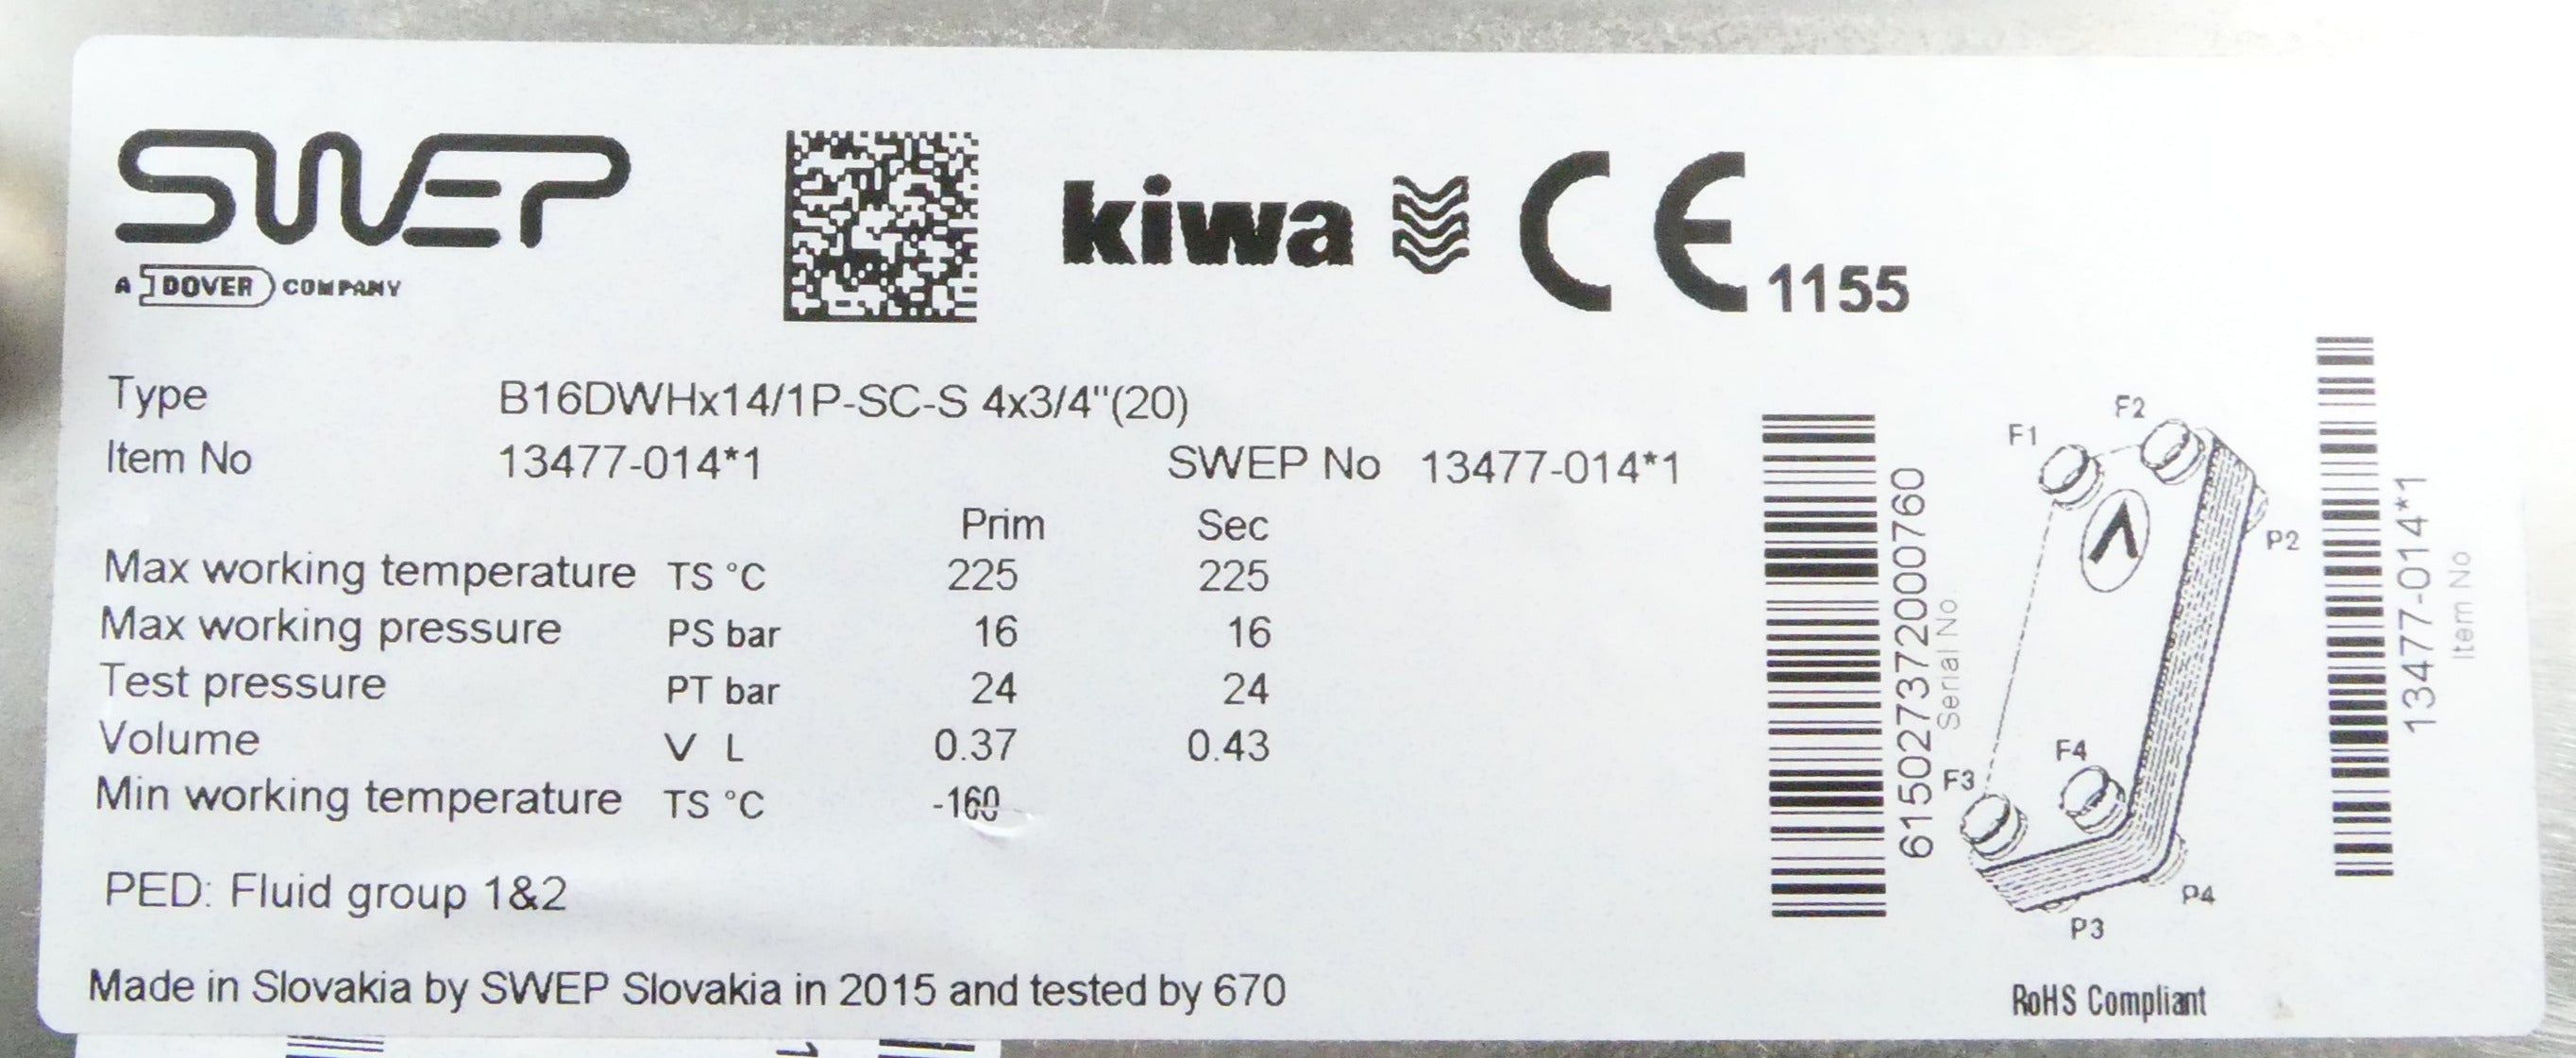 SWEP
A DOVER COMPANY
kiwa
CE 1155
Type B16DWHx14/1P-SC-S 4x3/4"(20)
Item No 13477-014*1 SWEP No 13477-014*1
Prim Sec
Max working temperature TS °C 225 225
Max working pressure PS bar 16 16
Test pressure PT bar 24 24
Volume V L 0.37 0.43
Min working temperature TS °C -160
PED: Fluid group 1&2
Made in Slovakia by SWEP Slovakia in 2015 and tested by 670
615027372000760
Serial No
F1
F2
P2
F3
F4
P4
P3
RoHS Compliant
13477-014*1
Item No
1